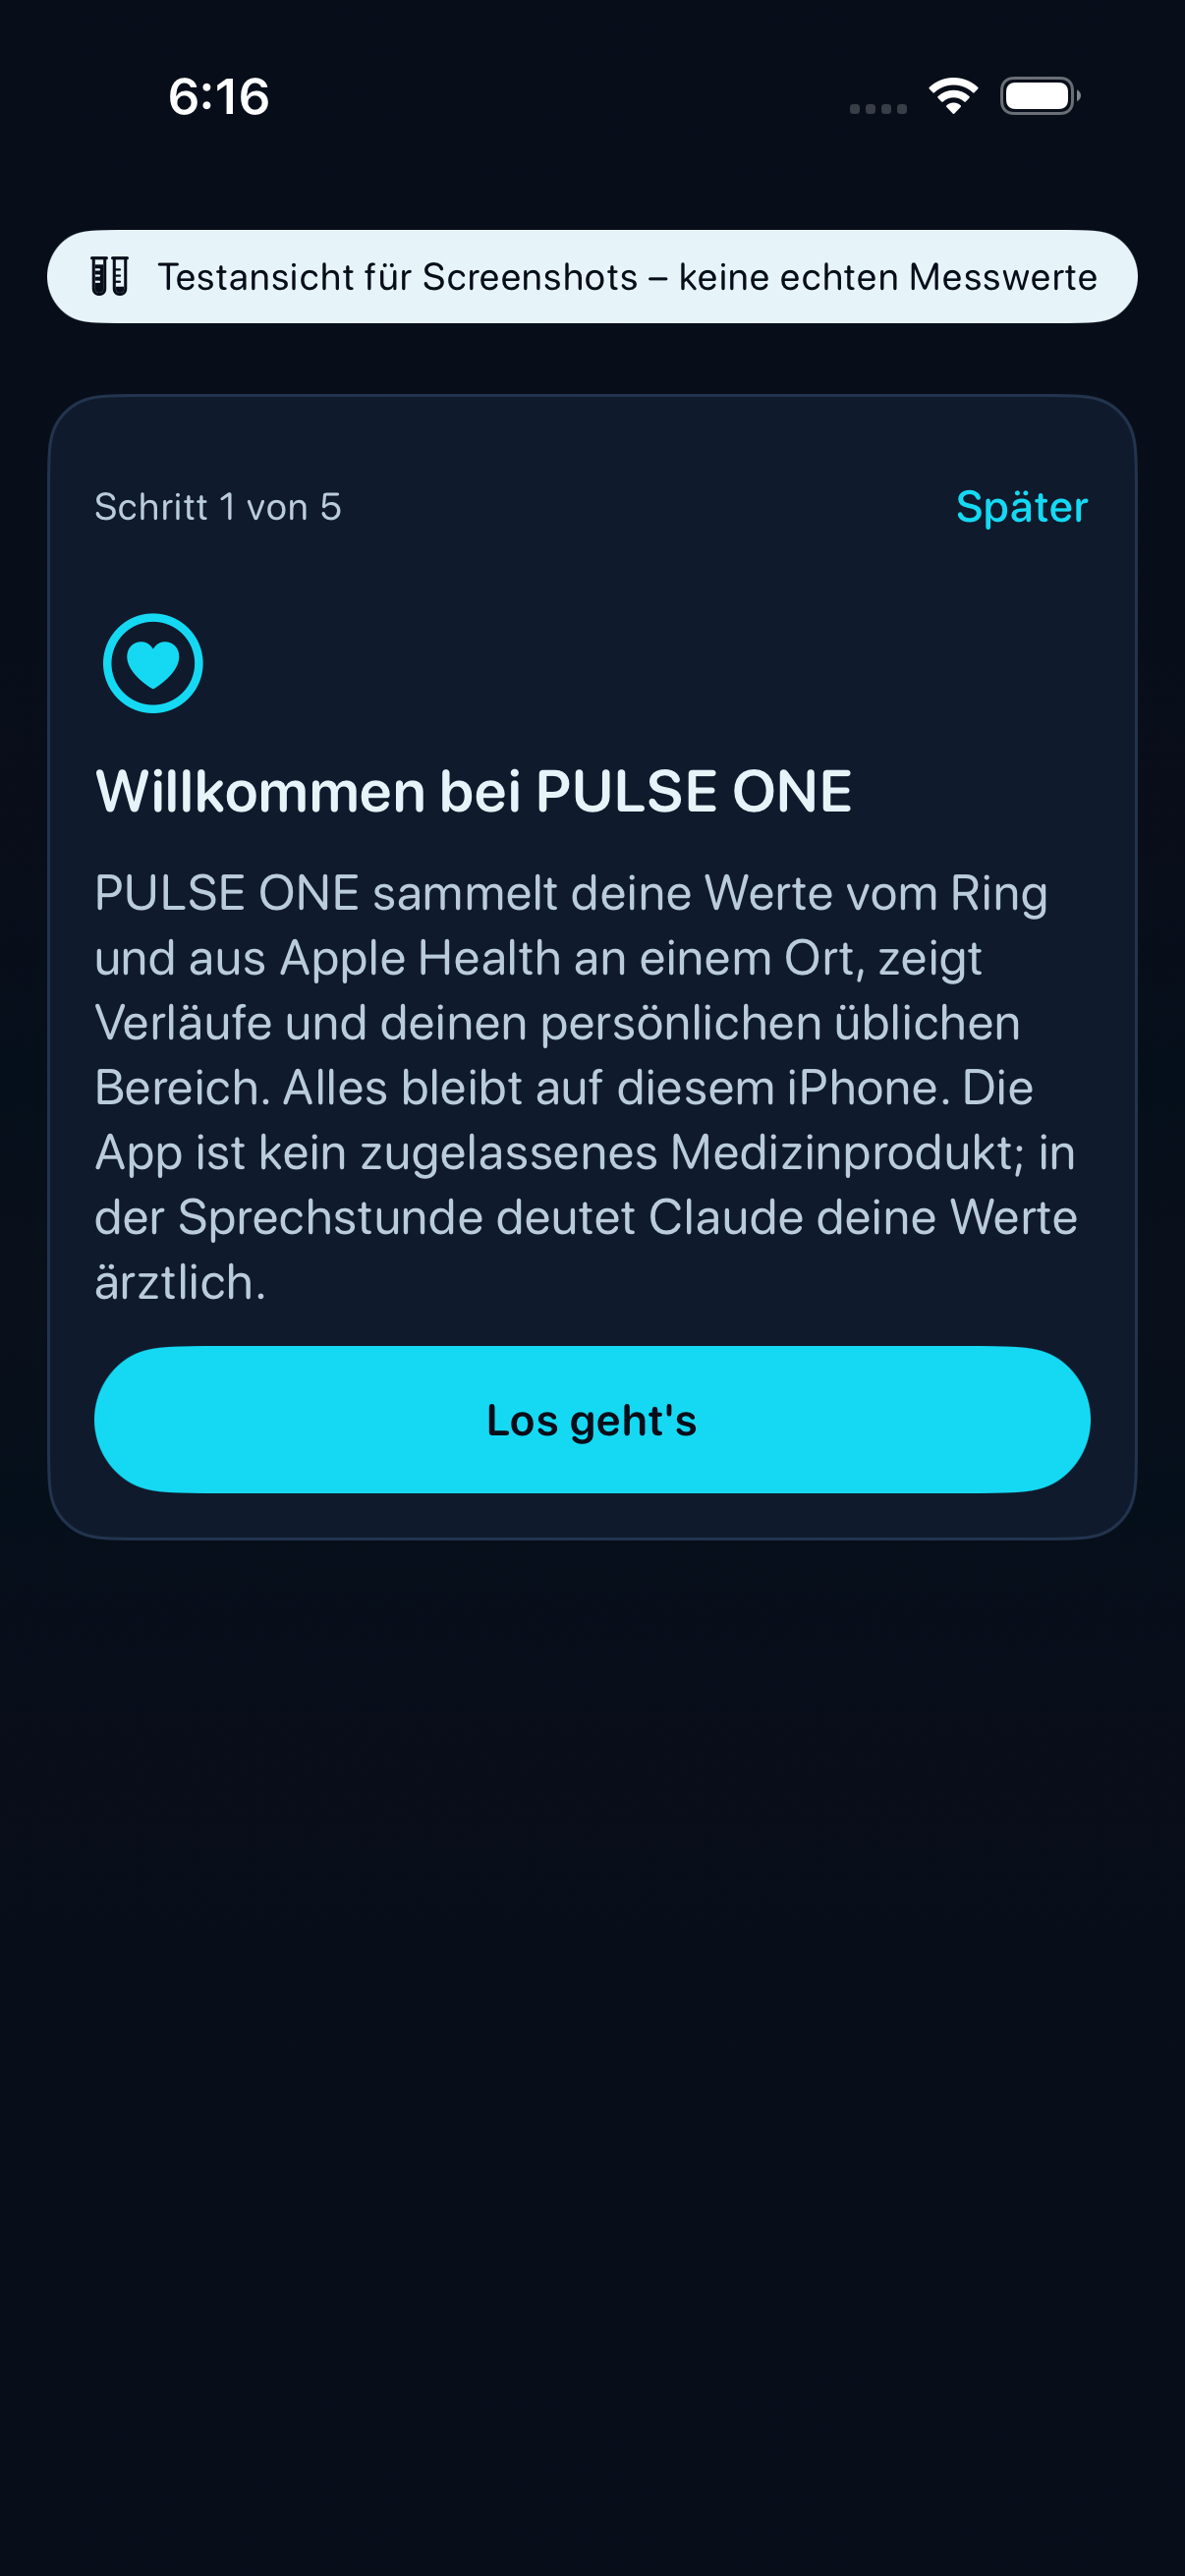 6:16
Testansicht für Screenshots – keine echten Messwerte
Schritt 1 von 5
Später
Willkommen bei PULSE ONE
PULSE ONE sammelt deine Werte vom Ring
und aus Apple Health an einem Ort, zeigt
Verläufe und deinen persönlichen üblichen
Bereich. Alles bleibt auf diesem iPhone. Die
App ist kein zugelassenes Medizinprodukt; in
der Sprechstunde deutet Claude deine Werte
ärztlich.
Los geht's